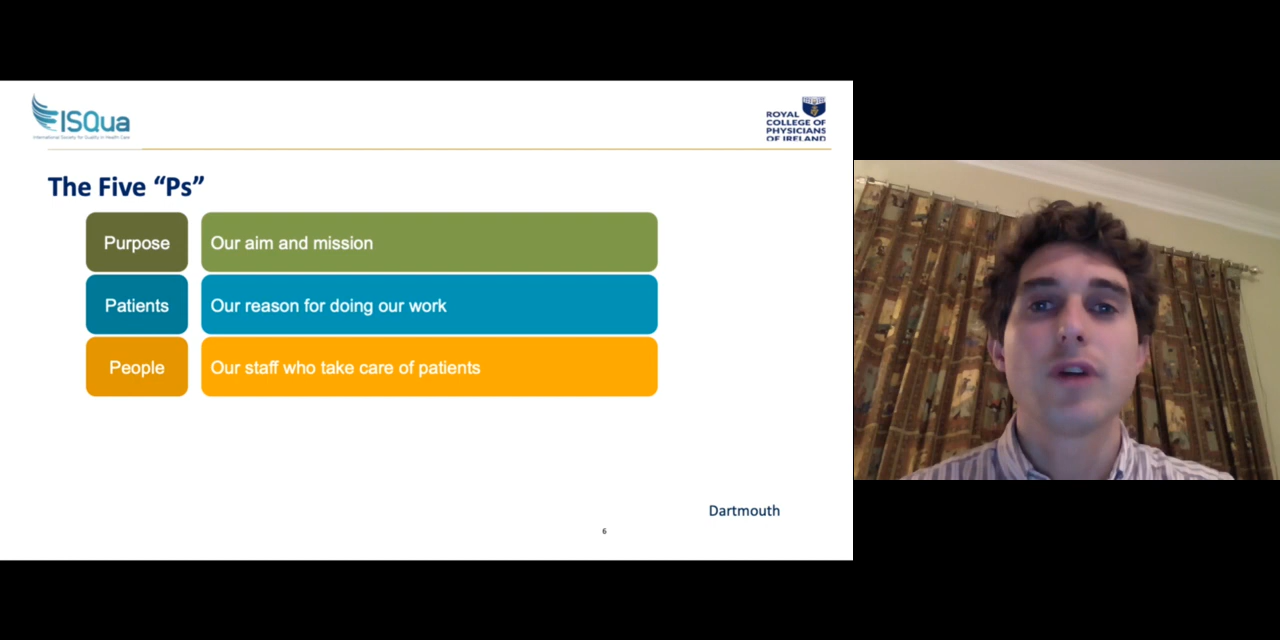 ISQua
International Society for Quality in Health Care
ROYAL
COLLEGE OF
PHYSICIANS
OF IRELAND
The Five “Ps”
Purpose
Our aim and mission
Patients
Our reason for doing our work
People
Our staff who take care of patients
Dartmouth
6